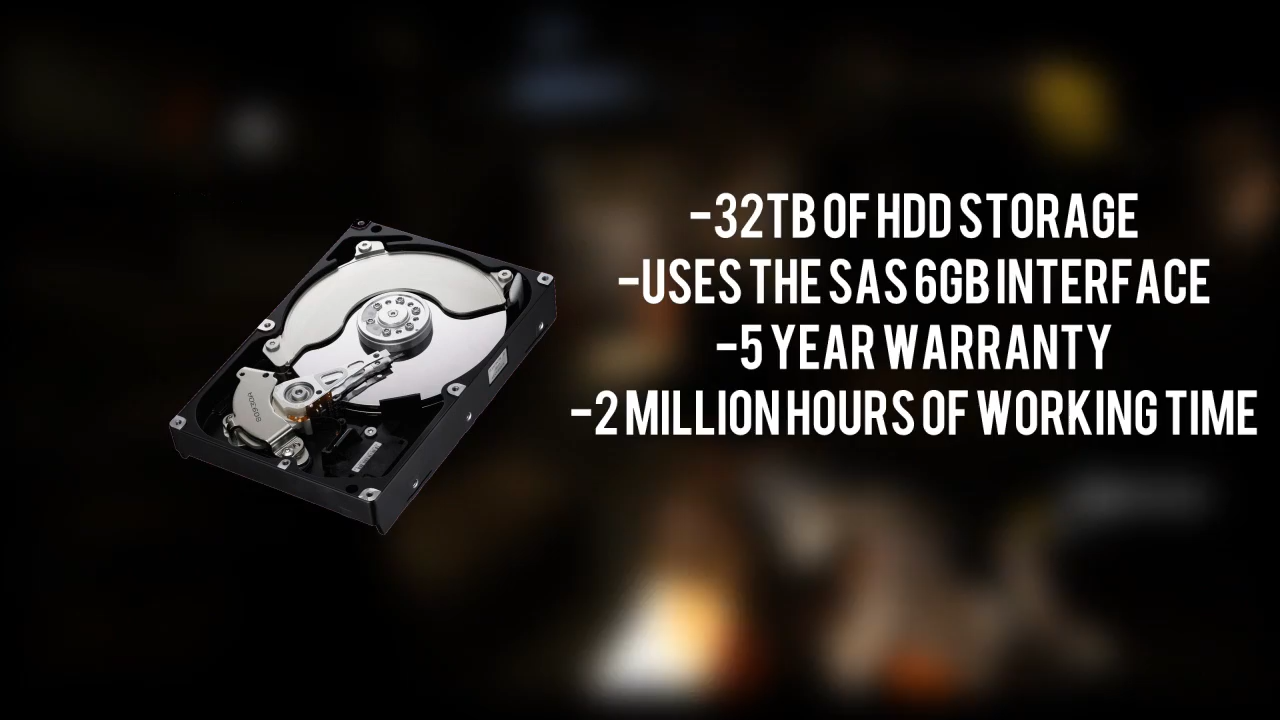 -32TB OF HDD STORAGE
-USES THE SAS 6GB INTERFACE
-5 YEAR WARRANTY
-2 MILLION HOURS OF WORKING TIME